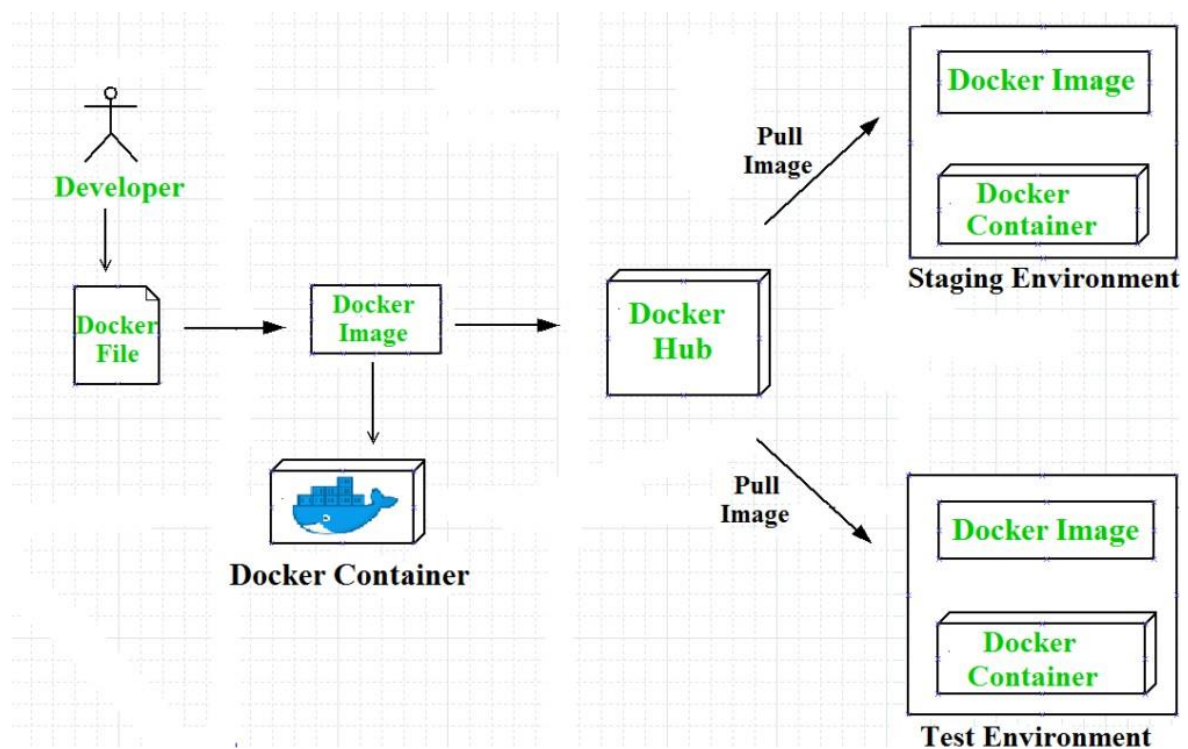 Developer
Docker
File
Docker
Image
Docker Container
Docker
Hub
Pull
Image
Docker Image
Docker
Container
Staging Environment
Pull
Image
Docker Image
Docker
Container
Test Environment